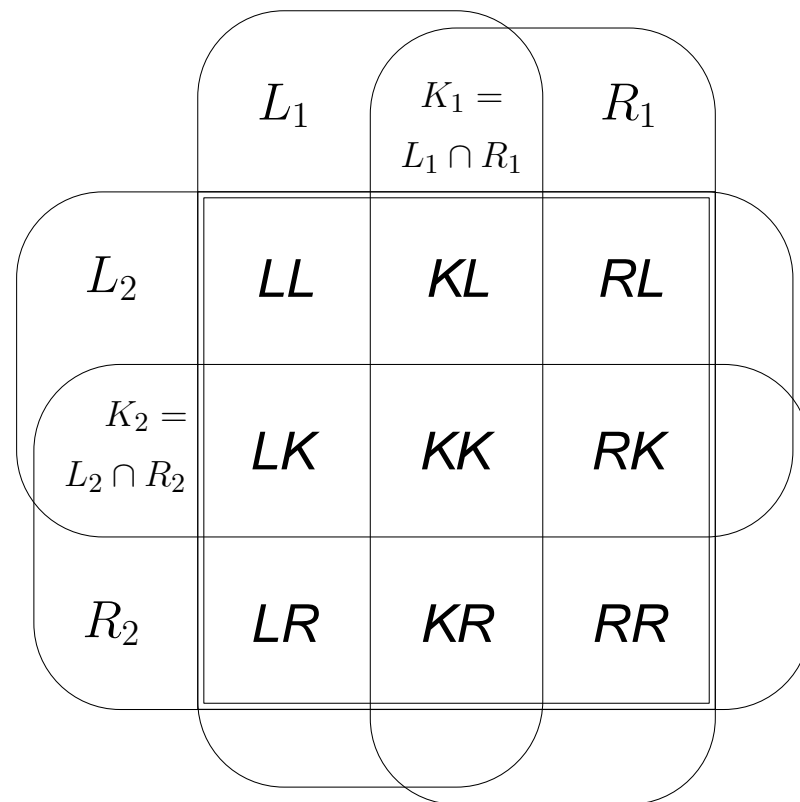 L₁ K₁ = R₁
L₁ ∩ R₁
L₂ LL KL RL
K₂ =
L₂ ∩ R₂ LK KK RK
R₂ LR KR RR